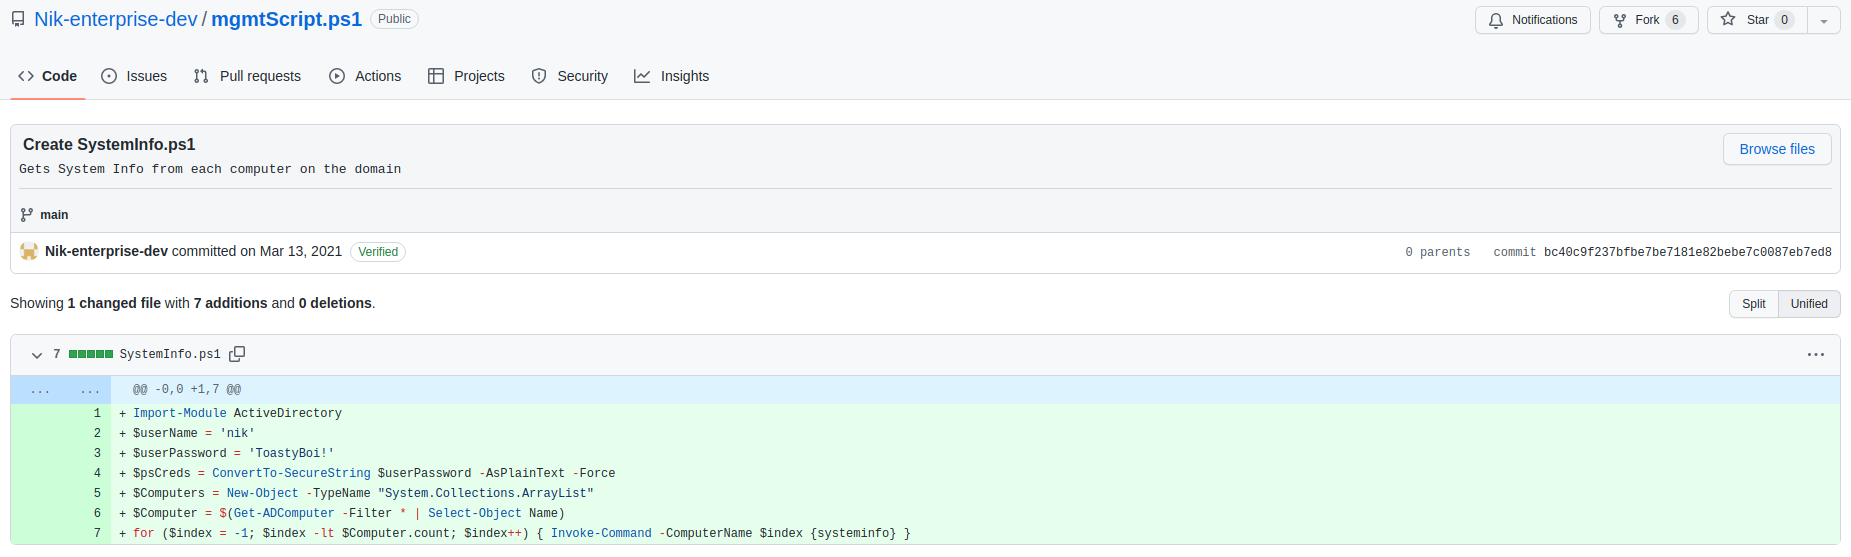 Nik-enterprise-dev / mgmtScript.ps1 Public
Notifications Fork 6 Star 0
Code Issues Pull requests Actions Projects Security Insights
Create SystemInfo.ps1
Browse files
Gets System Info from each computer on the domain
main
Nik-enterprise-dev committed on Mar 13, 2021 Verified
0 parents commit bc40c9f237bfbe7be7181e82bebe7c0087eb7ed8
Showing 1 changed file with 7 additions and 0 deletions.
Split Unified
7 SystemInfo.ps1
... ... @@ -0,0 +1,7 @@
1 + Import-Module ActiveDirectory
2 + $userName = 'nik'
3 + $userPassword = 'ToastyBoi!'
4 + $psCreds = ConvertTo-SecureString $userPassword -AsPlainText -Force
5 + $Computers = New-Object -TypeName "System.Collections.ArrayList"
6 + $Computer = $(Get-ADComputer -Filter * | Select-Object Name)
7 + for ($index = -1; $index -lt $Computer.count; $index++) { Invoke-Command -ComputerName $index {systeminfo} }